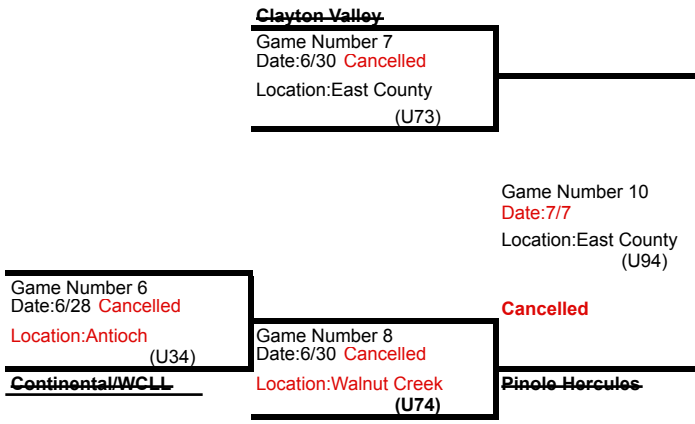 Clayton Valley
Game Number 7
Date:6/30 Cancelled
Location:East County
(U73)
Game Number 10
Date:7/7
Location:East County
(U94)
Cancelled
Game Number 6
Date:6/28 Cancelled
Location:Antioch
(U34)
Continental/WCLL
Game Number 8
Date:6/30 Cancelled
Location:Walnut Creek
(U74)
Pinole Hercules